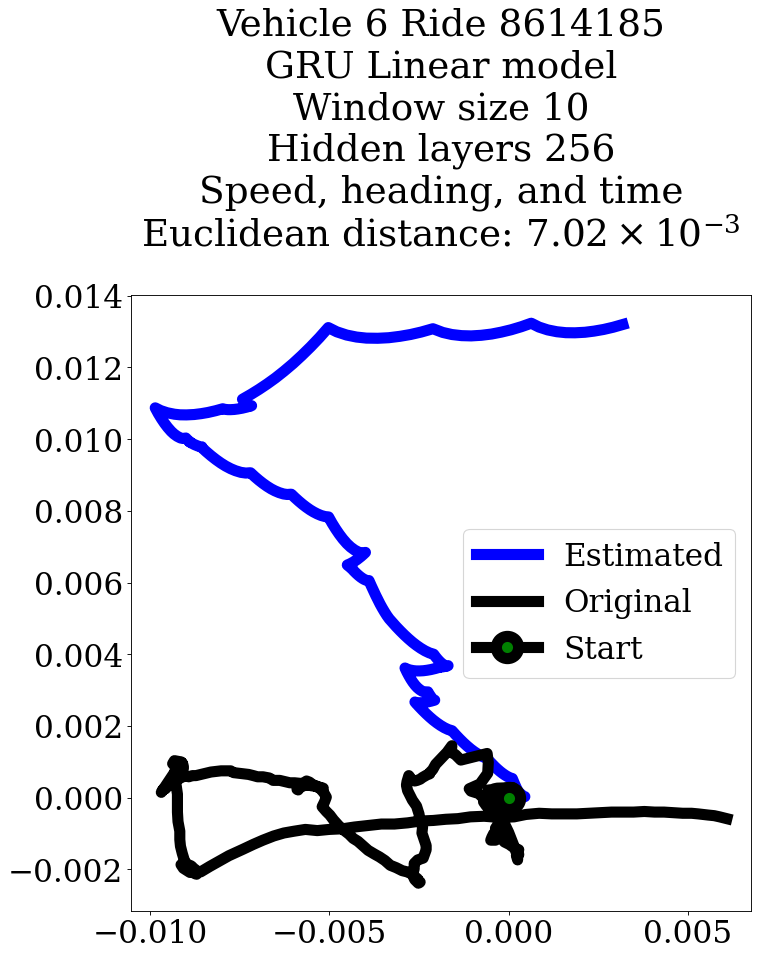 Vehicle 6 Ride 8614185
GRU Linear model
Window size 10
Hidden layers 256
Speed, heading, and time
Euclidean distance: 7.02 × 10⁻³
0.014
0.012
0.010
0.008
0.006
0.004
0.002
0.000
−0.002
Estimated
Original
Start
−0.010 −0.005 0.000 0.005